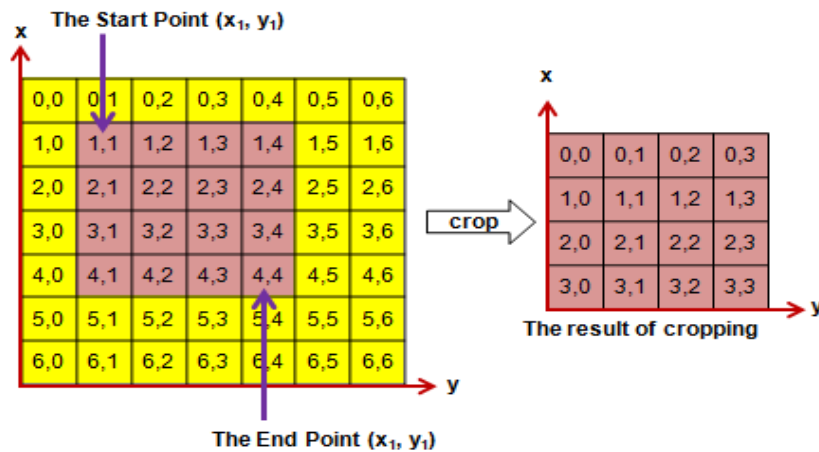 The Start Point (x₁, y₁)
x
0,0 0,1 0,2 0,3 0,4 0,5 0,6
1,0 1,1 1,2 1,3 1,4 1,5 1,6
2,0 2,1 2,2 2,3 2,4 2,5 2,6
3,0 3,1 3,2 3,3 3,4 3,5 3,6
4,0 4,1 4,2 4,3 4,4 4,5 4,6
5,0 5,1 5,2 5,3 5,4 5,5 5,6
6,0 6,1 6,2 6,3 6,4 6,5 6,6
y
The End Point (x₁, y₁)
crop
x
0,0 0,1 0,2 0,3
1,0 1,1 1,2 1,3
2,0 2,1 2,2 2,3
3,0 3,1 3,2 3,3
y
The result of cropping